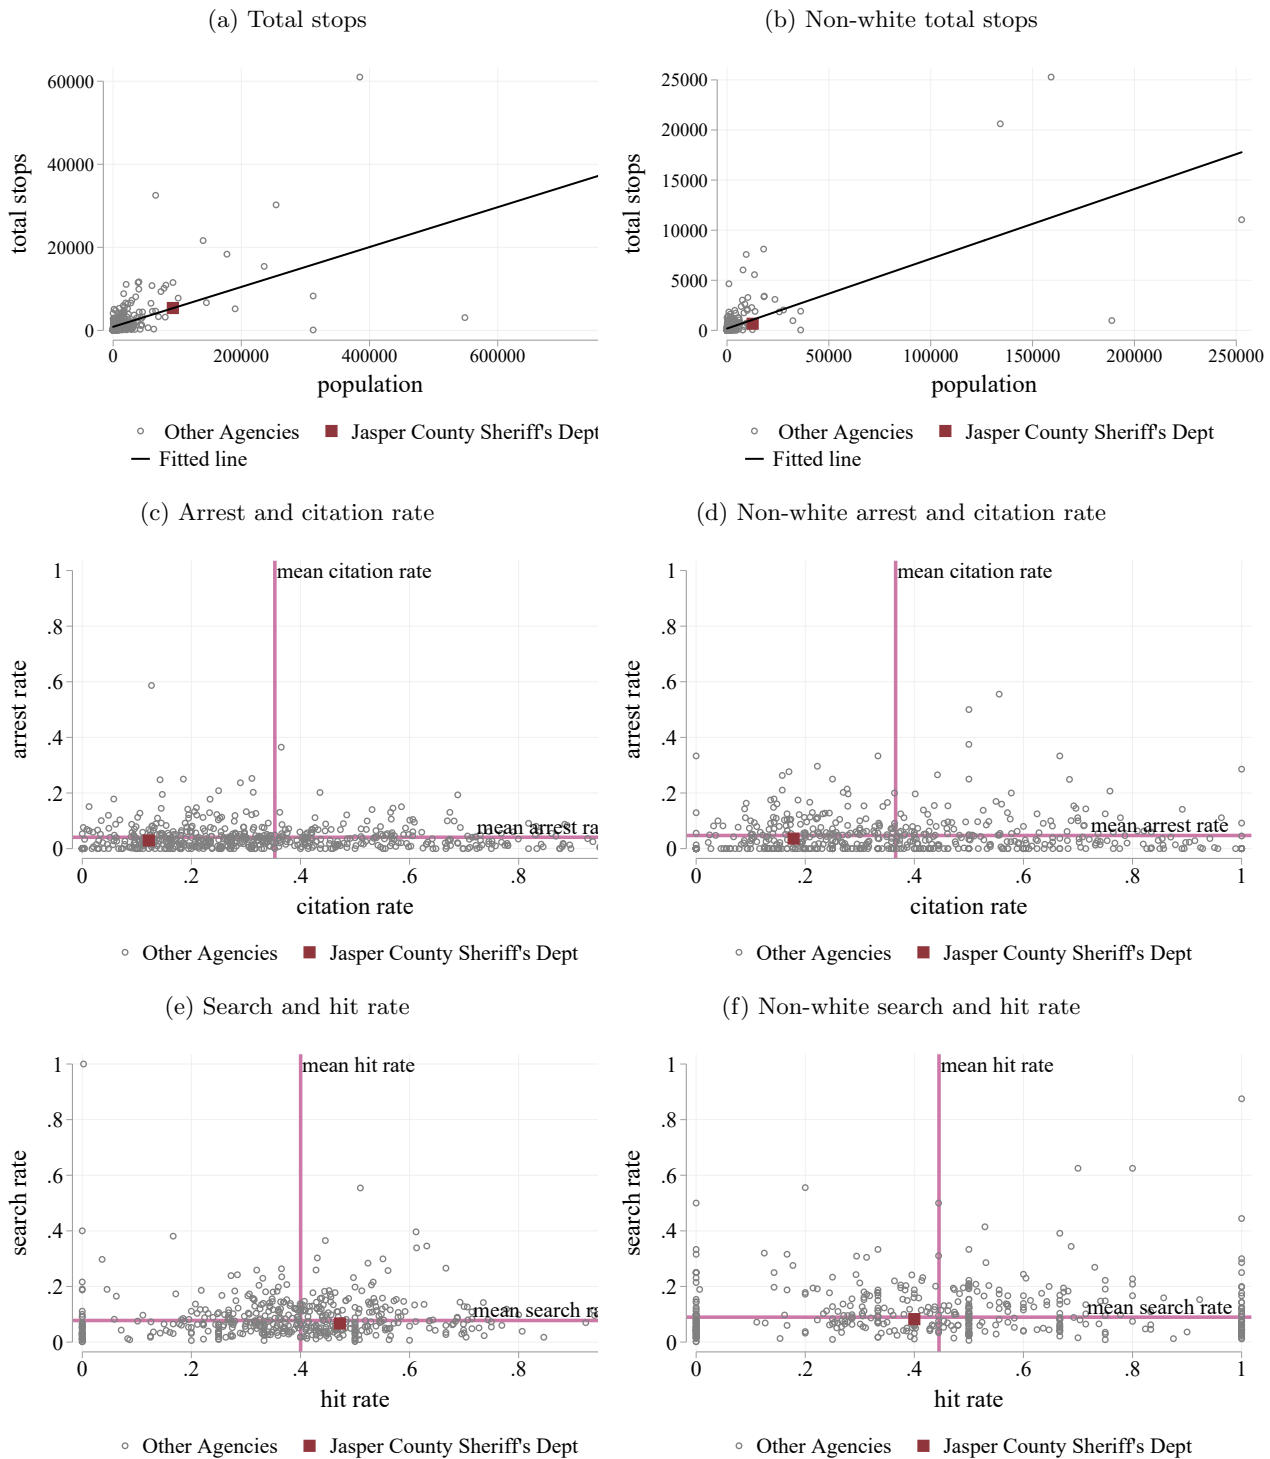 (a) Total stops
(b) Non-white total stops
60000
40000
20000
0
total stops
0 200000 400000 600000
population
Other Agencies Jasper County Sheriff's Dept
Fitted line
25000
20000
15000
10000
5000
0
total stops
0 50000 100000 150000 200000 250000
population
Other Agencies Jasper County Sheriff's Dept
Fitted line
(c) Arrest and citation rate
(d) Non-white arrest and citation rate
1
.8
.6
.4
.2
0
arrest rate
mean citation rate
mean arrest ra
0 .2 .4 .6 .8
citation rate
Other Agencies Jasper County Sheriff's Dept
1
.8
.6
.4
.2
0
arrest rate
mean citation rate
mean arrest rate
0 .2 .4 .6 .8 1
citation rate
Other Agencies Jasper County Sheriff's Dept
(e) Search and hit rate
(f) Non-white search and hit rate
1
.8
.6
.4
.2
0
search rate
mean hit rate
mean search ra
0 .2 .4 .6 .8
hit rate
Other Agencies Jasper County Sheriff's Dept
1
.8
.6
.4
.2
0
search rate
mean hit rate
mean search rate
0 .2 .4 .6 .8 1
hit rate
Other Agencies Jasper County Sheriff's Dept